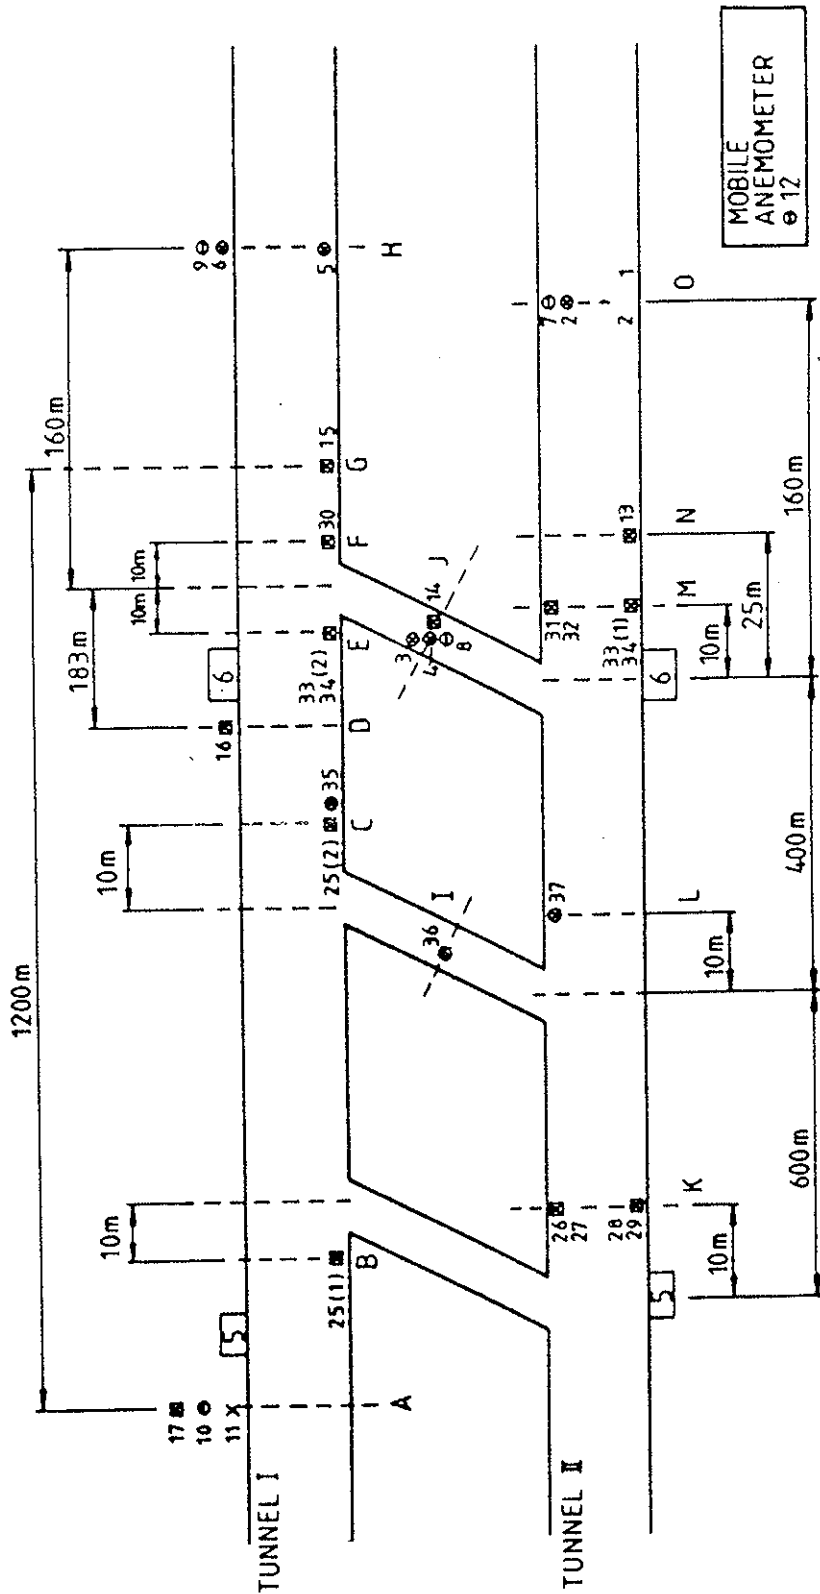 1200m
160m
183m
10m
10m
10m
10m
17
10
11 x
5
16
6
9
6
25(1)
25(2)
35
33(2)
34
30
15
5
A
B
C
D
E
F
G
H
TUNNEL I
36
I
3
4
8
14
J
37
26
27
31
32
7
2
28
29
33(1)
34
13
2
1
K
L
M
N
O
TUNNEL II
5
6
10m
10m
10m
25m
600m
400m
160m
MOBILE
ANEMOMETER
12